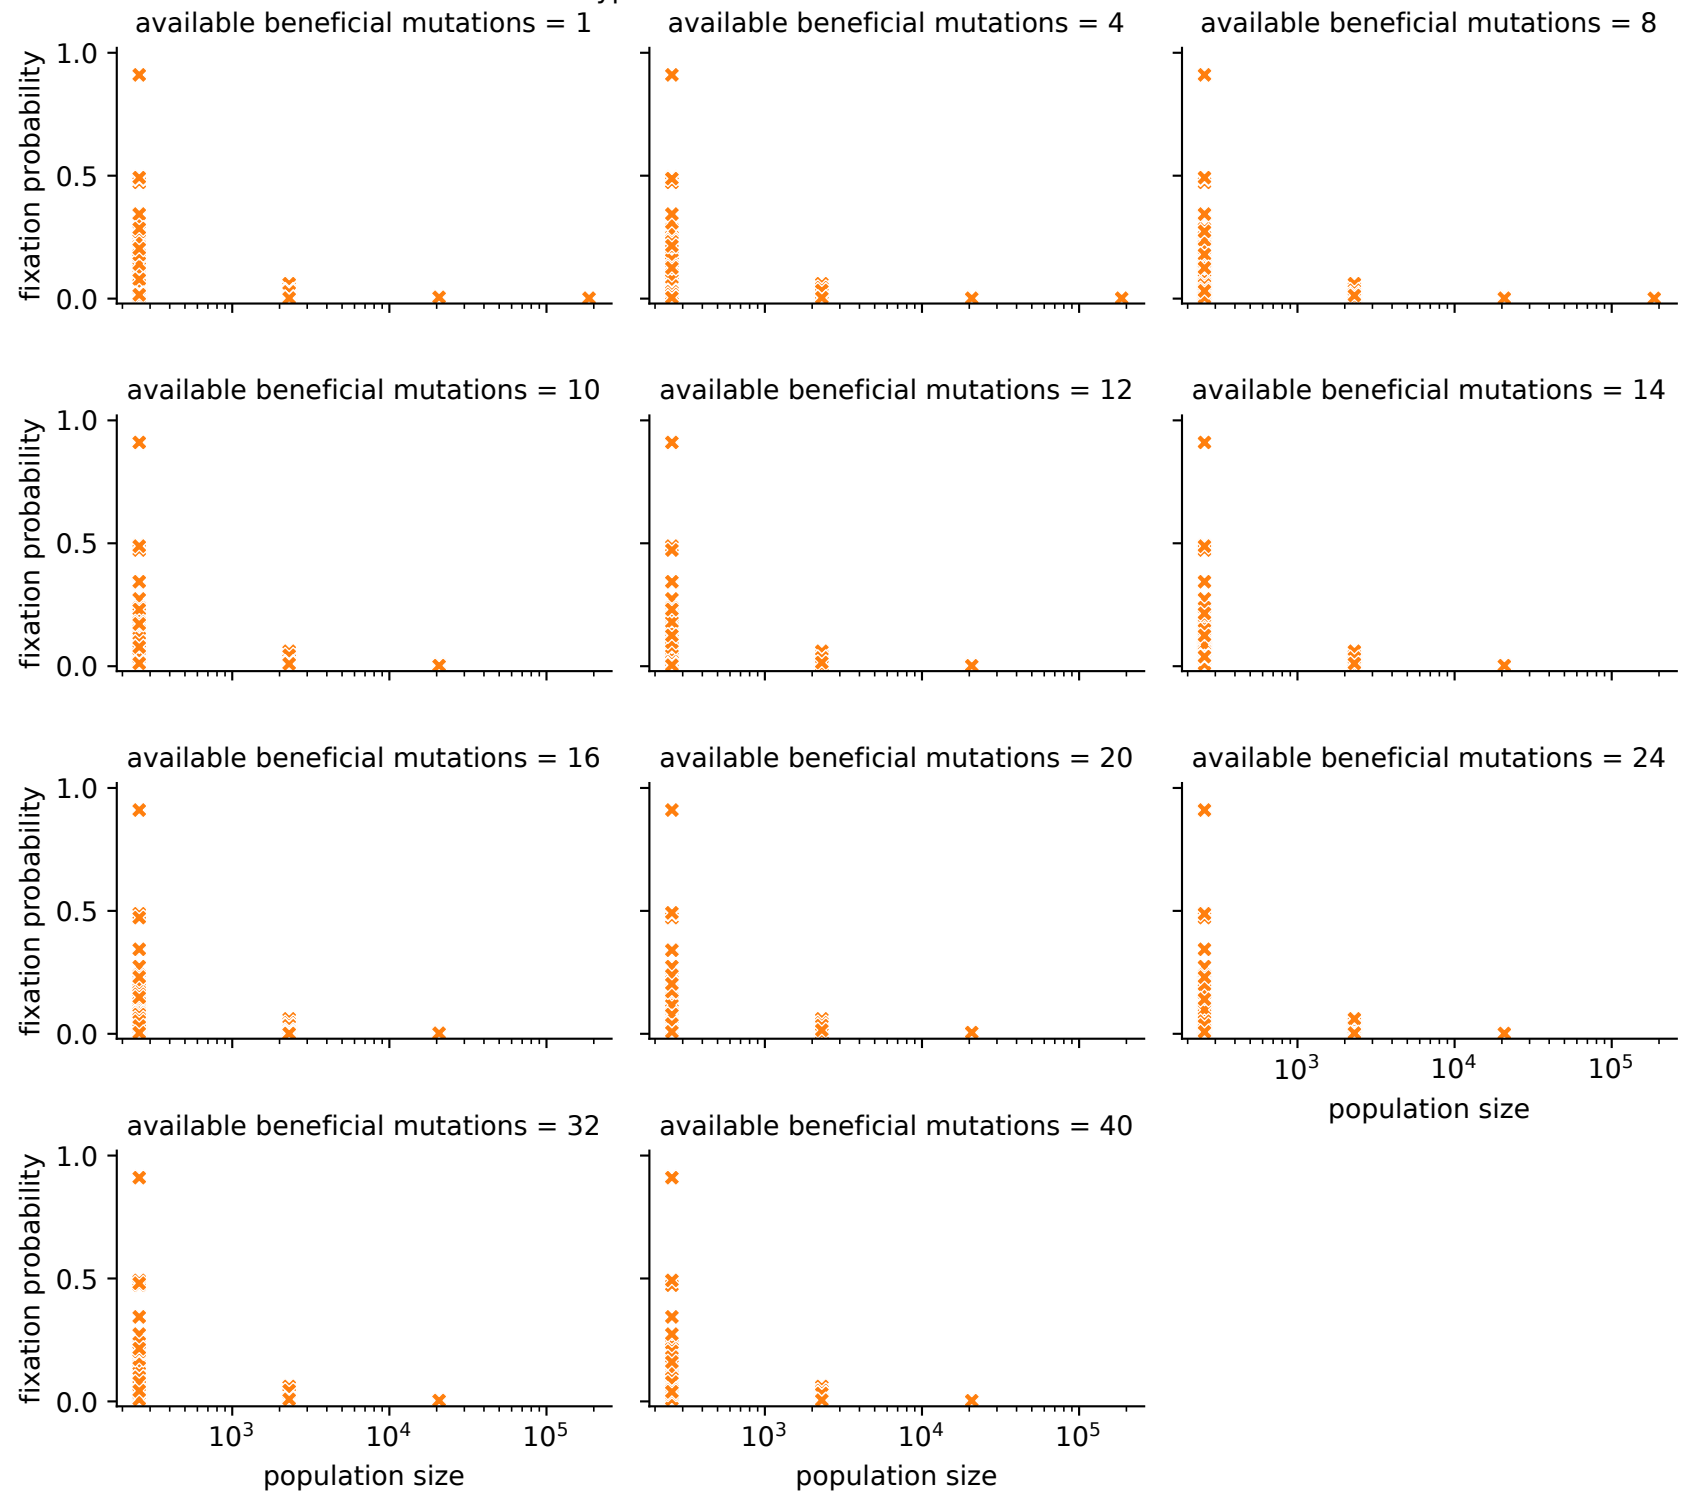 available beneficial mutations = 1
available beneficial mutations = 4
available beneficial mutations = 8
fixation probability
1.0
0.5
0.0
available beneficial mutations = 10
available beneficial mutations = 12
available beneficial mutations = 14
fixation probability
1.0
0.5
0.0
available beneficial mutations = 16
available beneficial mutations = 20
available beneficial mutations = 24
fixation probability
1.0
0.5
0.0
10³ 10⁴ 10⁵
population size
available beneficial mutations = 32
available beneficial mutations = 40
fixation probability
1.0
0.5
0.0
10³ 10⁴ 10⁵
population size
10³ 10⁴ 10⁵
population size